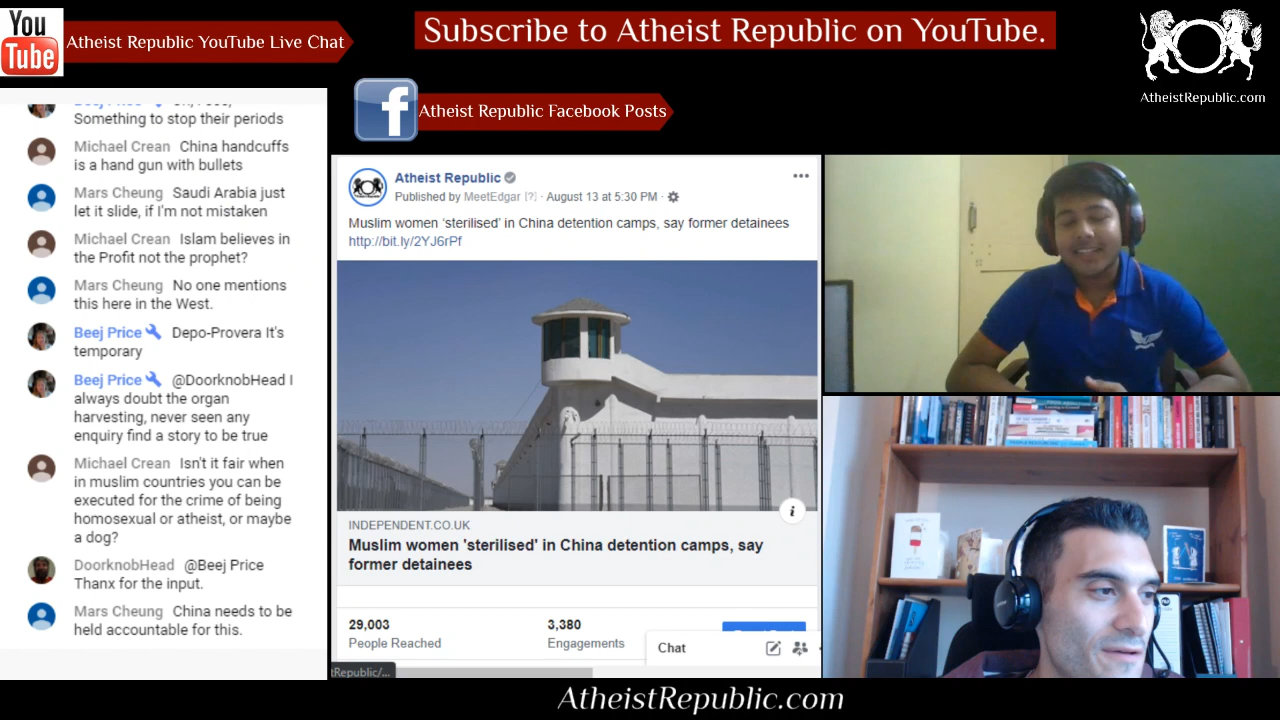 You
Tube
Atheist Republic YouTube Live Chat
Subscribe to Atheist Republic on YouTube.
AtheistRepublic.com
f
Atheist Republic Facebook Posts
Something to stop their periods
Michael Crean China handcuffs
is a hand gun with bullets
Mars Cheung Saudi Arabia just
let it slide, if I'm not mistaken
Michael Crean Islam believes in
the Profit not the prophet?
Mars Cheung No one mentions
this here in the West.
Beej Price Depo-Provera It's
temporary
Beej Price @DoorknobHead I
always doubt the organ
harvesting, never seen any
enquiry find a story to be true
Michael Crean Isn't it fair when
in muslim countries you can be
executed for the crime of being
homosexual or atheist, or maybe
a dog?
DoorknobHead @Beej Price
Thanx for the input.
Mars Cheung China needs to be
held accountable for this.
Atheist Republic
Published by MeetEdgar [?] · August 13 at 5:30 PM ·
Muslim women 'sterilised' in China detention camps, say former detainees
http://bit.ly/2YJ6rPf
i
INDEPENDENT.CO.UK
Muslim women 'sterilised' in China detention camps, say
former detainees
29,003
People Reached
3,380
Engagements
Chat
tRepublic/...
AtheistRepublic.com